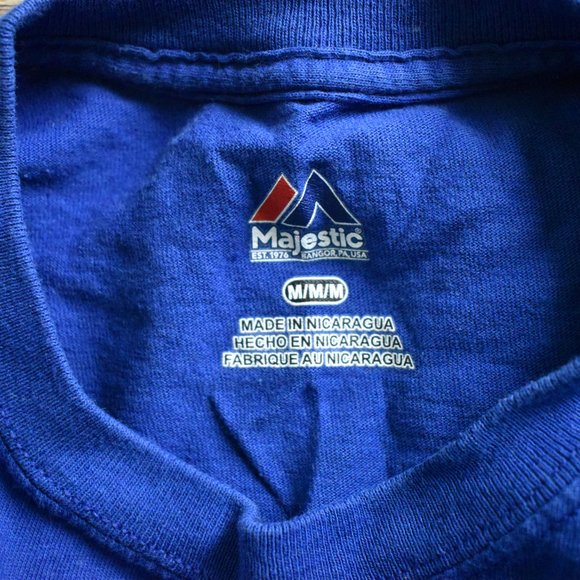 Majestic®
EST. 1976 BANGOR, PA, USA
M/M/M
MADE IN NICARAGUA
HECHO EN NICARAGUA
FABRIQUE AU NICARAGUA